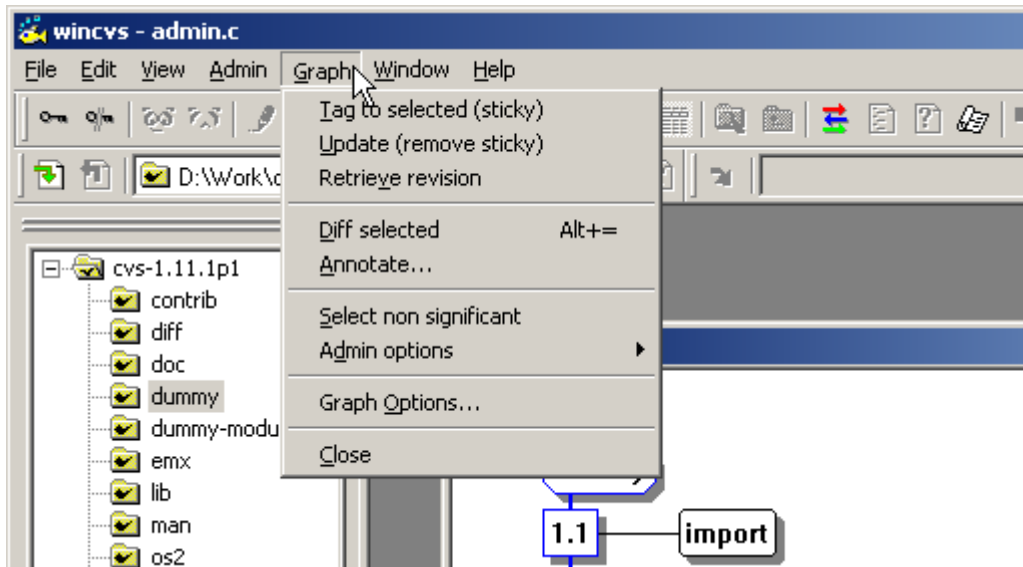 wincvs - admin.c
File Edit View Admin Graph Window Help
Tag to selected (sticky)
Update (remove sticky)
Retrieve revision
D:\Work\
Diff selected Alt+=
Annotate...
Select non significant
Admin options
Graph Options...
Close
cvs-1.11.1p1
contrib
diff
doc
dummy
dummy-modu
emx
lib
man
os2
1.1 import